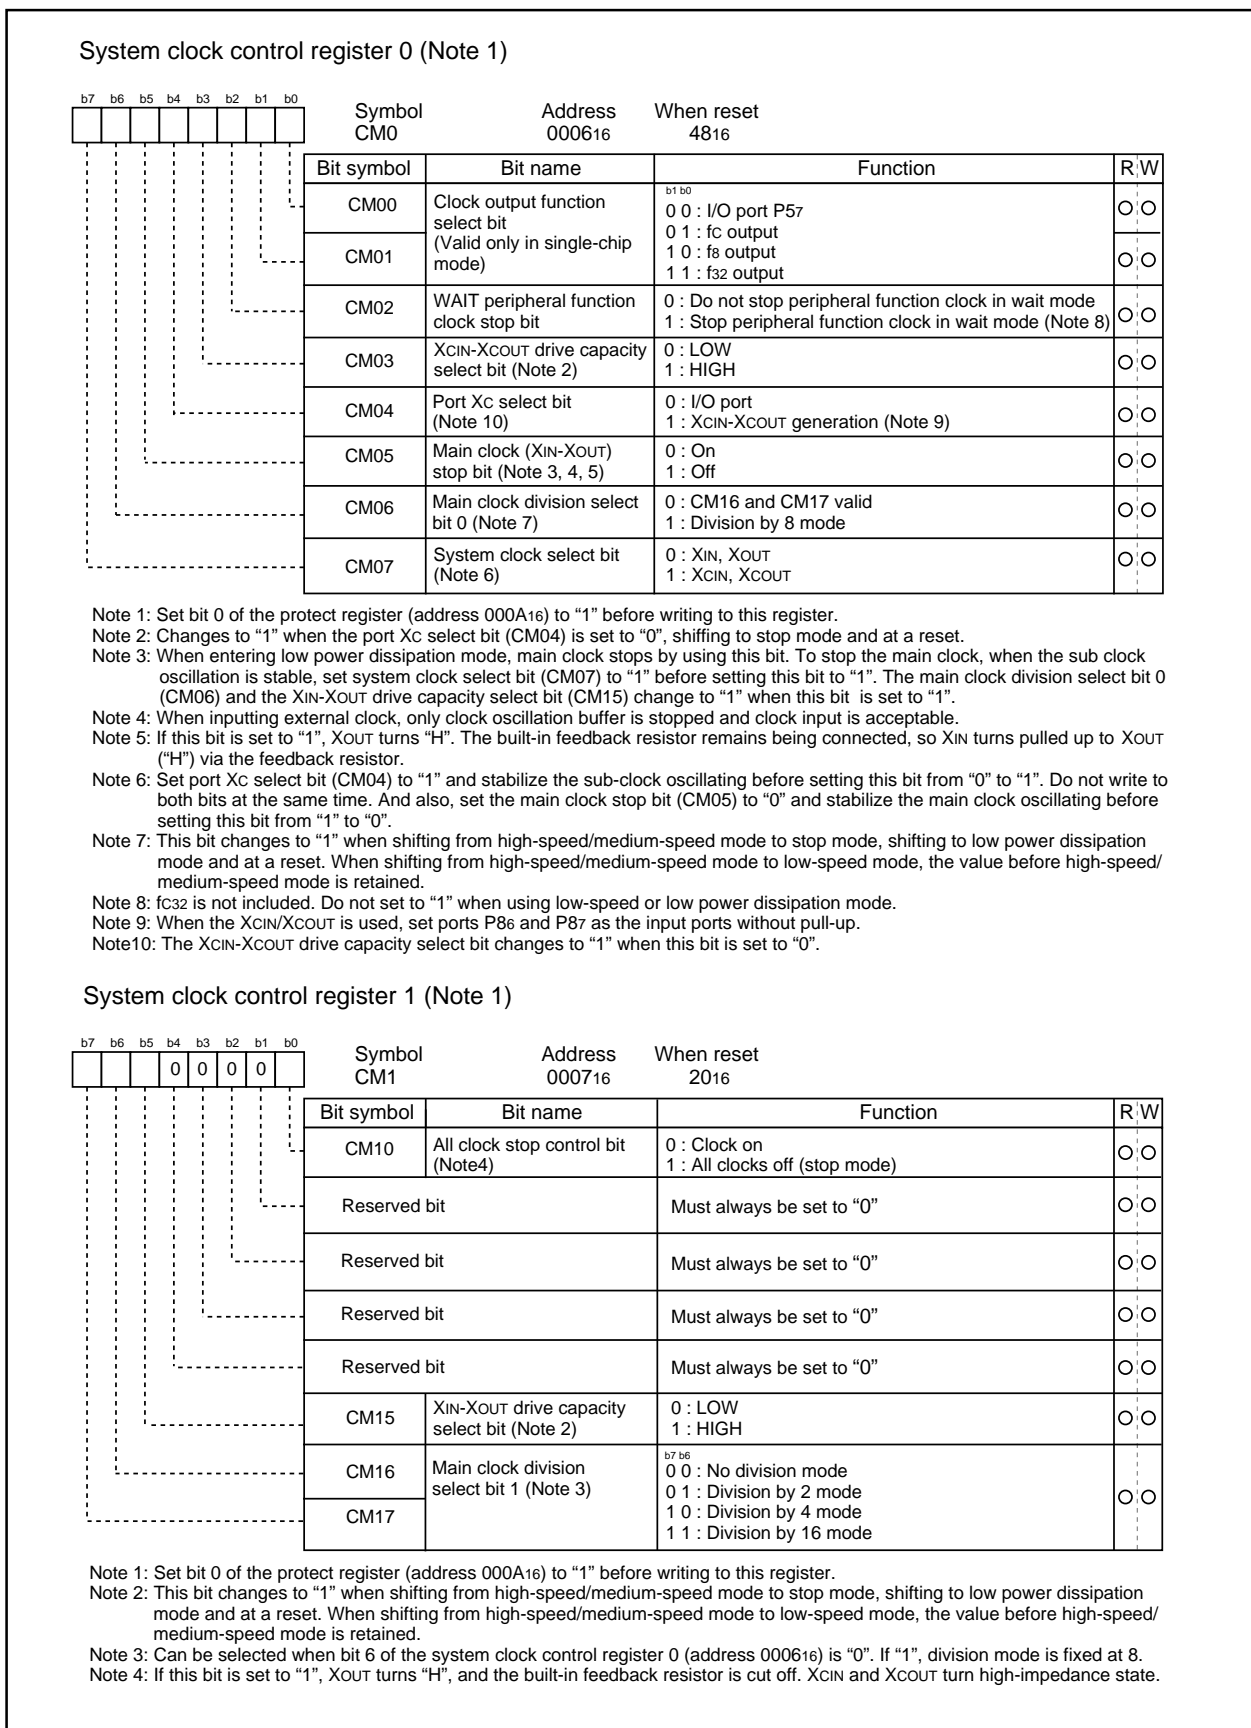 System clock control register 0 (Note 1)
b7 b6 b5 b4 b3 b2 b1 b0
Symbol Address When reset
CM0 000616 4816
Bit symbol Bit name Function R W
CM00 Clock output function select bit (Valid only in single-chip mode)
b1 b0
0 0 : I/O port P57
0 1 : fC output
1 0 : f8 output
1 1 : f32 output
CM01
CM02 WAIT peripheral function clock stop bit
0 : Do not stop peripheral function clock in wait mode
1 : Stop peripheral function clock in wait mode (Note 8)
CM03 XCIN-XCOUT drive capacity select bit (Note 2)
0 : LOW
1 : HIGH
CM04 Port XC select bit (Note 10)
0 : I/O port
1 : XCIN-XCOUT generation (Note 9)
CM05 Main clock (XIN-XOUT) stop bit (Note 3, 4, 5)
0 : On
1 : Off
CM06 Main clock division select bit 0 (Note 7)
0 : CM16 and CM17 valid
1 : Division by 8 mode
CM07 System clock select bit (Note 6)
0 : XIN, XOUT
1 : XCIN, XCOUT
Note 1: Set bit 0 of the protect register (address 000A16) to “1” before writing to this register.
Note 2: Changes to “1” when the port XC select bit (CM04) is set to “0”, shiffing to stop mode and at a reset.
Note 3: When entering low power dissipation mode, main clock stops by using this bit. To stop the main clock, when the sub clock
oscillation is stable, set system clock select bit (CM07) to “1” before setting this bit to “1”. The main clock division select bit 0
(CM06) and the XIN-XOUT drive capacity select bit (CM15) change to “1” when this bit is set to “1”.
Note 4: When inputting external clock, only clock oscillation buffer is stopped and clock input is acceptable.
Note 5: If this bit is set to “1”, XOUT turns “H”. The built-in feedback resistor remains being connected, so XIN turns pulled up to XOUT
(“H”) via the feedback resistor.
Note 6: Set port XC select bit (CM04) to “1” and stabilize the sub-clock oscillating before setting this bit from “0” to “1”. Do not write to
both bits at the same time. And also, set the main clock stop bit (CM05) to “0” and stabilize the main clock oscillating before
setting this bit from “1” to “0”.
Note 7: This bit changes to “1” when shifting from high-speed/medium-speed mode to stop mode, shifting to low power dissipation
mode and at a reset. When shifting from high-speed/medium-speed mode to low-speed mode, the value before high-speed/
medium-speed mode is retained.
Note 8: fC32 is not included. Do not set to “1” when using low-speed or low power dissipation mode.
Note 9: When the XCIN/XCOUT is used, set ports P86 and P87 as the input ports without pull-up.
Note10: The XCIN-XCOUT drive capacity select bit changes to “1” when this bit is set to “0”.
System clock control register 1 (Note 1)
b7 b6 b5 b4 b3 b2 b1 b0
0 0 0 0
Symbol Address When reset
CM1 000716 2016
Bit symbol Bit name Function R W
CM10 All clock stop control bit (Note4)
0 : Clock on
1 : All clocks off (stop mode)
Reserved bit Must always be set to “0”
Reserved bit Must always be set to “0”
Reserved bit Must always be set to “0”
Reserved bit Must always be set to “0”
CM15 XIN-XOUT drive capacity select bit (Note 2)
0 : LOW
1 : HIGH
CM16 Main clock division select bit 1 (Note 3)
b7 b6
0 0 : No division mode
0 1 : Division by 2 mode
1 0 : Division by 4 mode
1 1 : Division by 16 mode
CM17
Note 1: Set bit 0 of the protect register (address 000A16) to “1” before writing to this register.
Note 2: This bit changes to “1” when shifting from high-speed/medium-speed mode to stop mode, shifting to low power dissipation
mode and at a reset. When shifting from high-speed/medium-speed mode to low-speed mode, the value before high-speed/
medium-speed mode is retained.
Note 3: Can be selected when bit 6 of the system clock control register 0 (address 000616) is “0”. If “1”, division mode is fixed at 8.
Note 4: If this bit is set to “1”, XOUT turns “H”, and the built-in feedback resistor is cut off. XCIN and XCOUT turn high-impedance state.